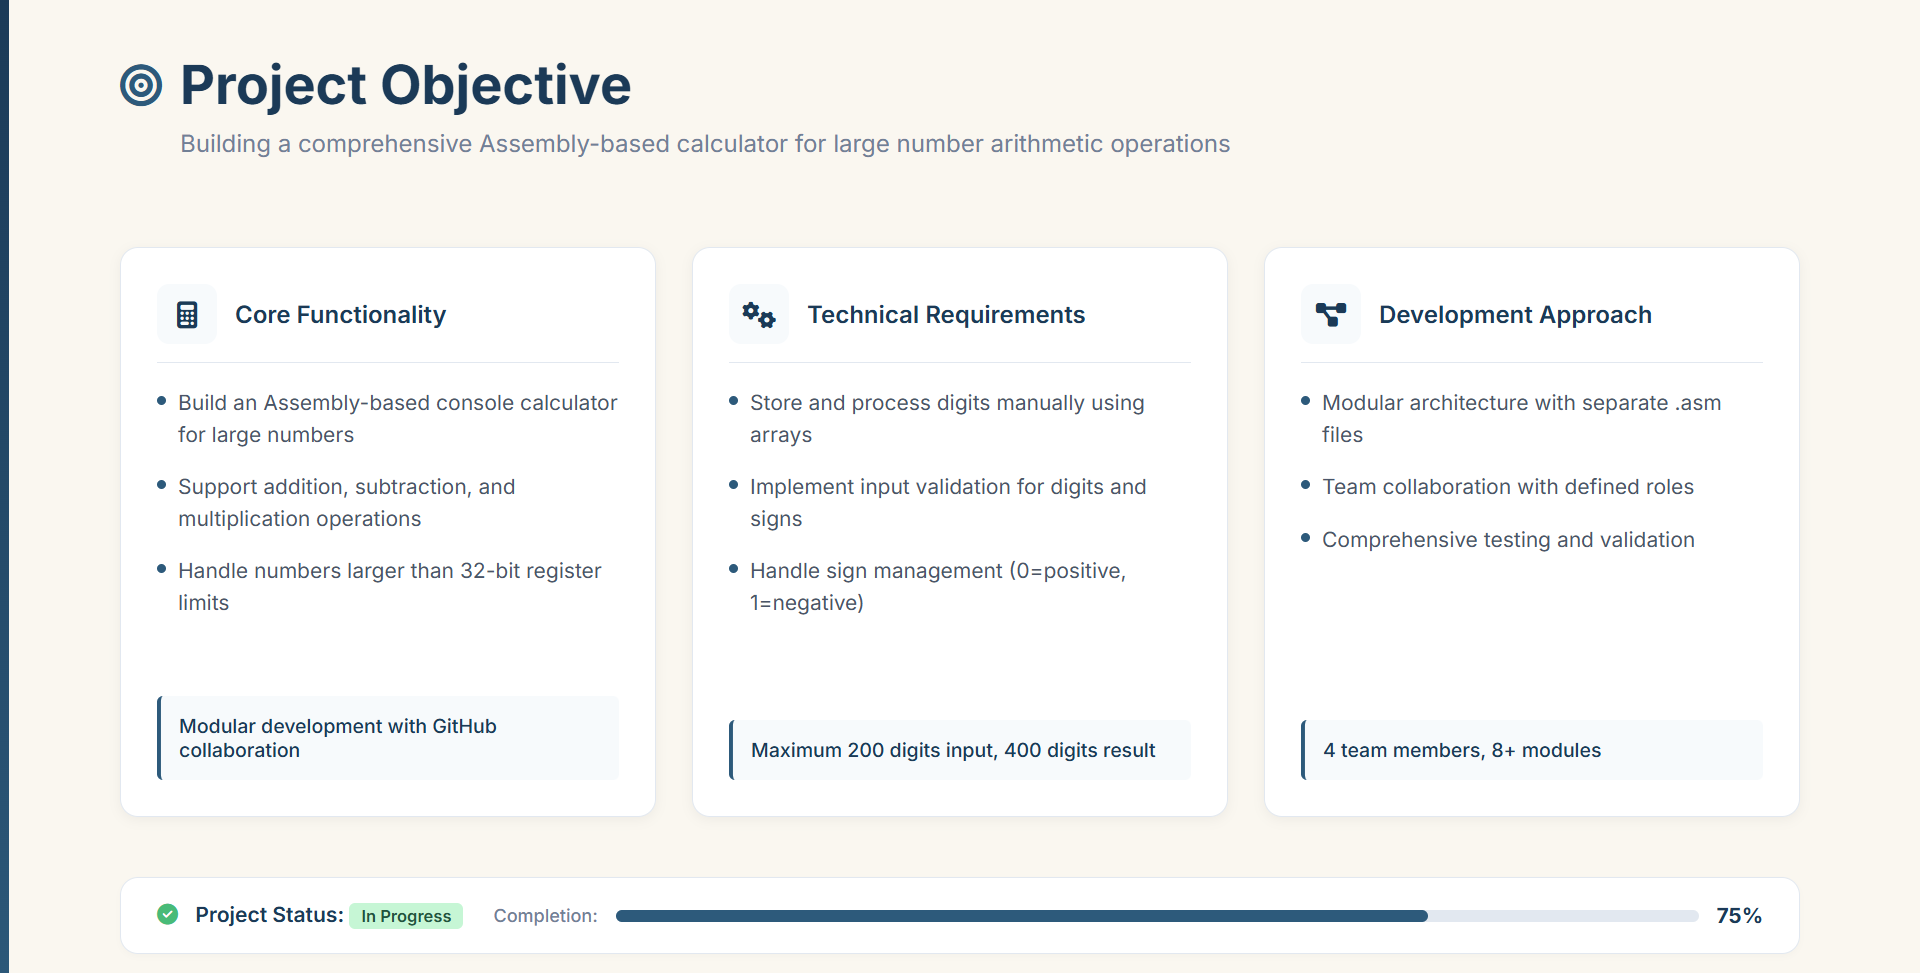 Project Objective
Building a comprehensive Assembly-based calculator for large number arithmetic operations
Core Functionality
Build an Assembly-based console calculator
for large numbers
Support addition, subtraction, and
multiplication operations
Handle numbers larger than 32-bit register
limits
Modular development with GitHub
collaboration
Technical Requirements
Store and process digits manually using
arrays
Implement input validation for digits and
signs
Handle sign management (0=positive,
1=negative)
Maximum 200 digits input, 400 digits result
Development Approach
Modular architecture with separate .asm
files
Team collaboration with defined roles
Comprehensive testing and validation
4 team members, 8+ modules
Project Status: In Progress Completion: 75%